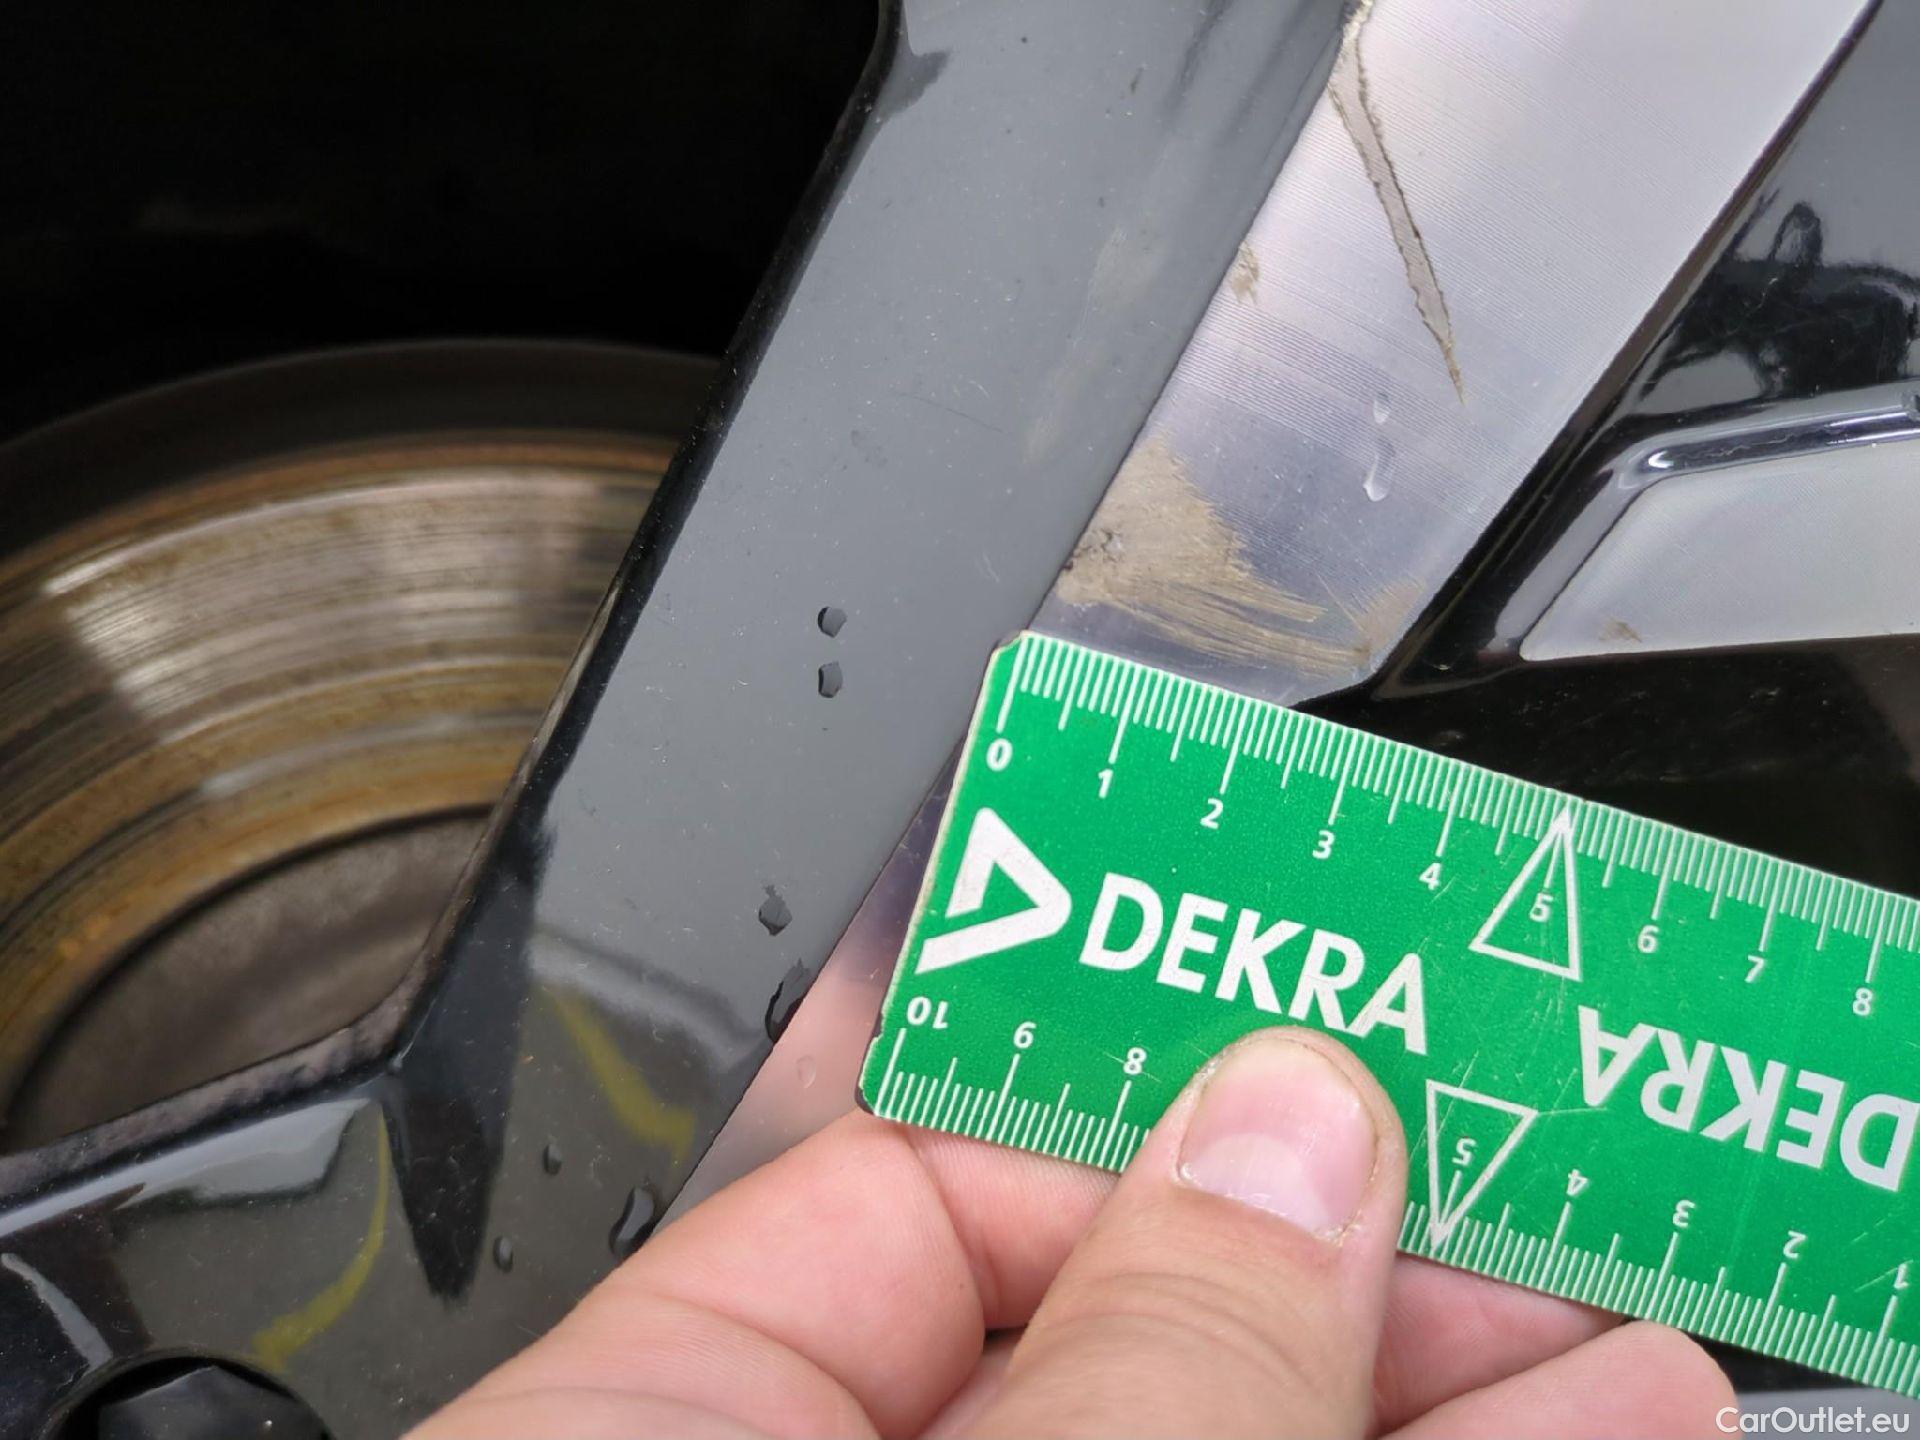 0 1 2 3 4 5 6 7 8
DEKRA
DEKRA
10 9 8 5 4 3 2 1
CarOutlet.eu